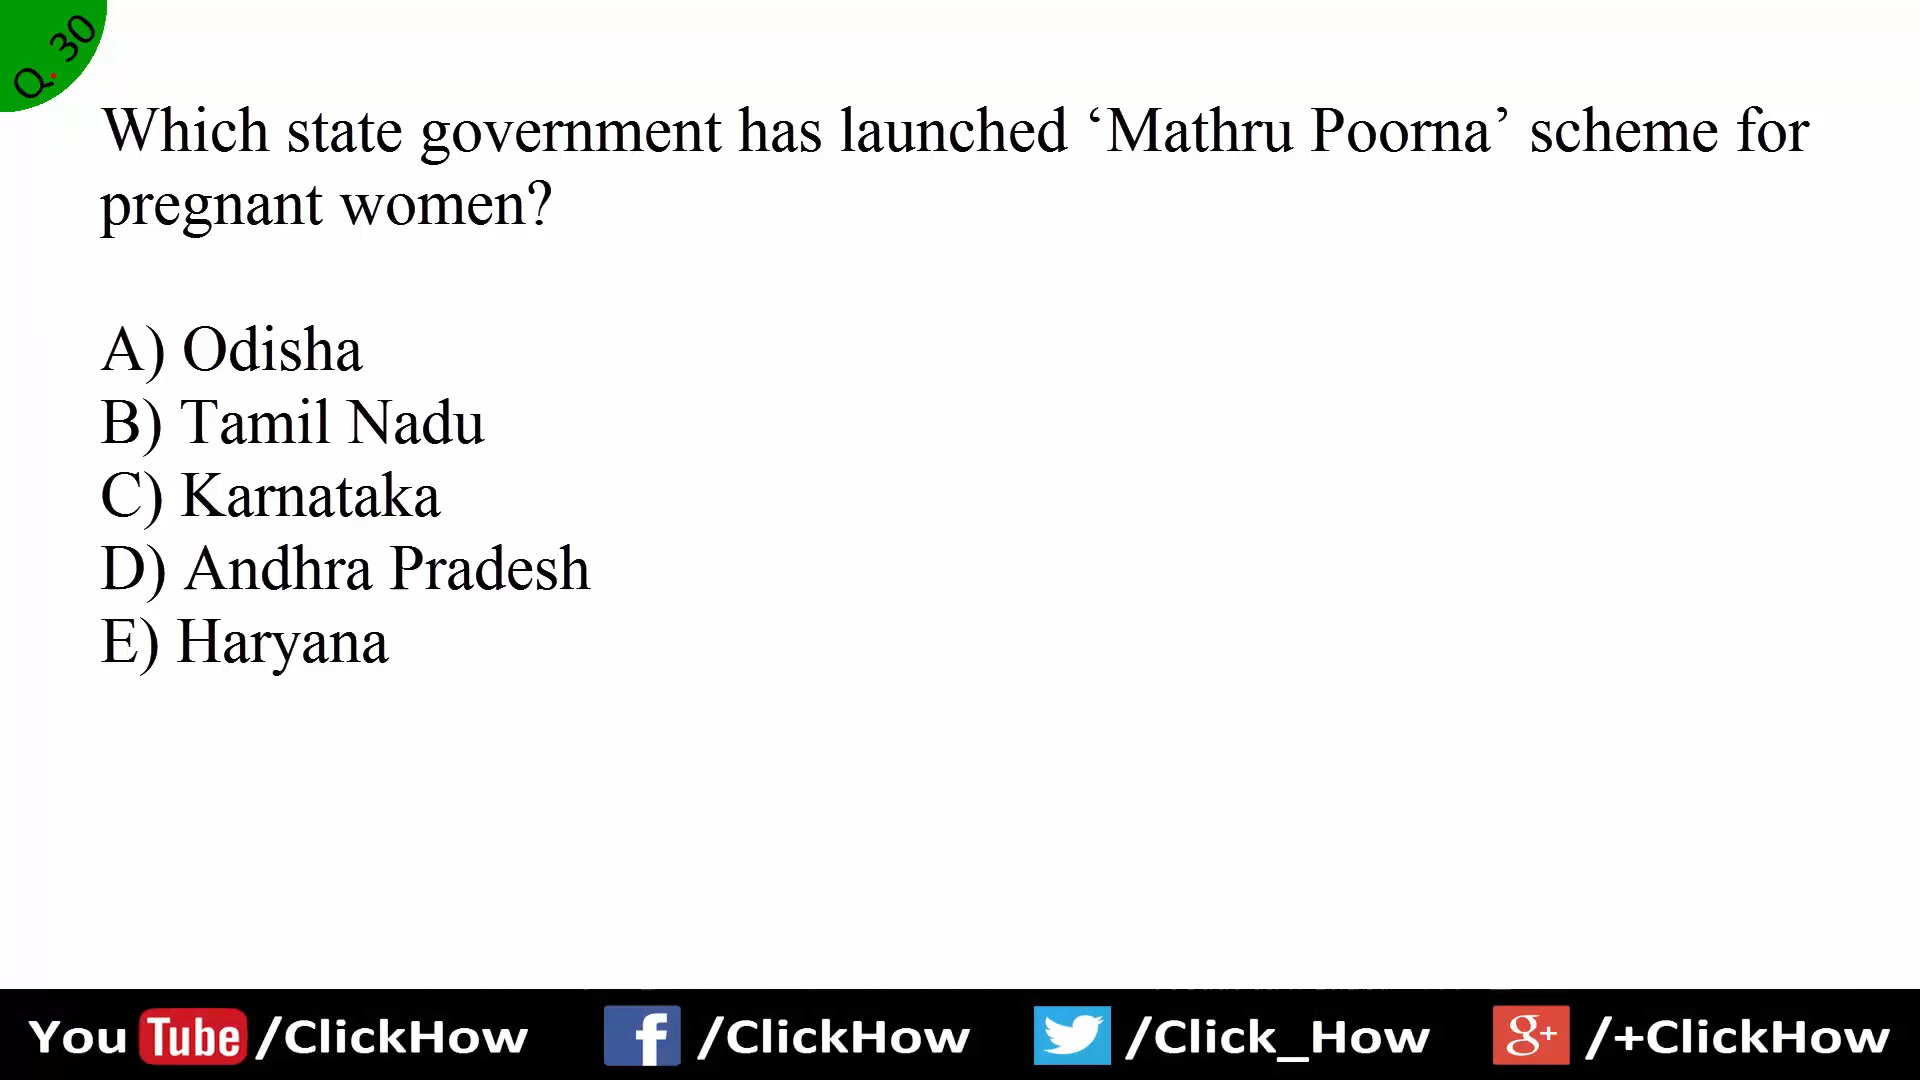 Q. 30
Which state government has launched ‘Mathru Poorna’ scheme for
pregnant women?
A) Odisha
B) Tamil Nadu
C) Karnataka
D) Andhra Pradesh
E) Haryana
You Tube /ClickHow f /ClickHow /Click_How g+ /+ClickHow